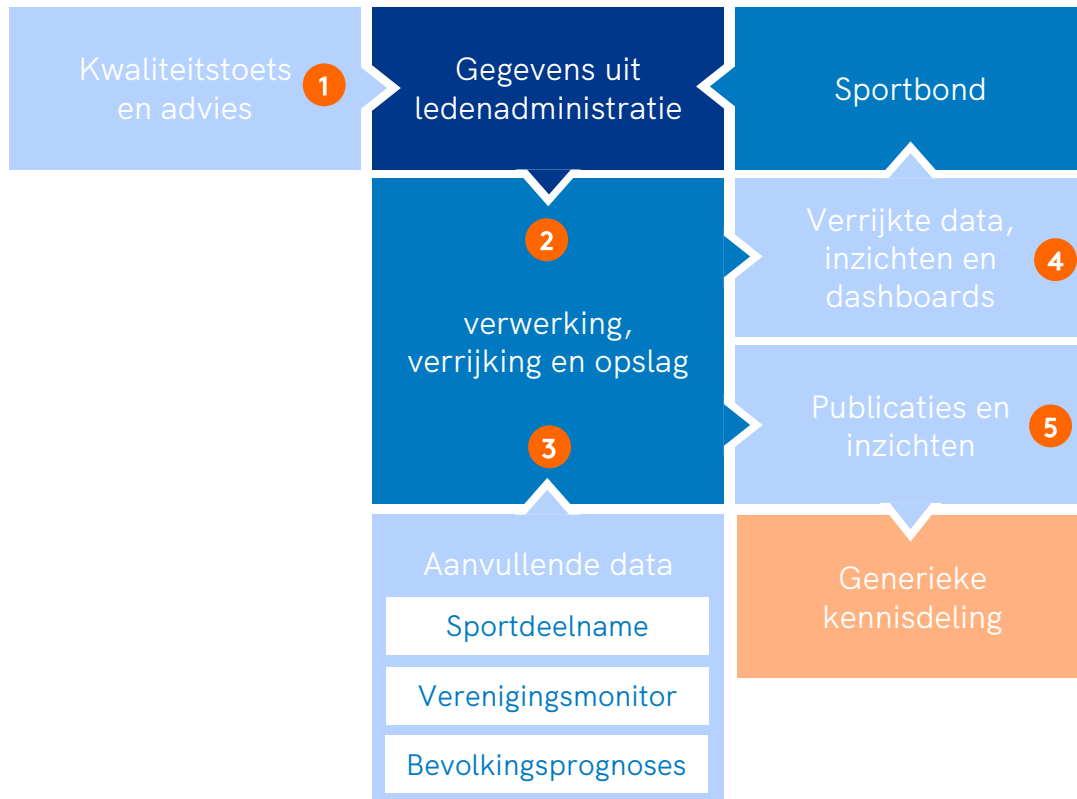 Kwaliteitstoets
en advies
1
Gegevens uit
ledenadministratie
Sportbond
2
verwerking,
verrijking en opslag
3
Verrijkte data,
inzichten en
dashboards
4
Publicaties en
inzichten
5
Aanvullende data
Sportdeelname
Verenigingsmonitor
Bevolkingsprognoses
Generieke
kennisdeling